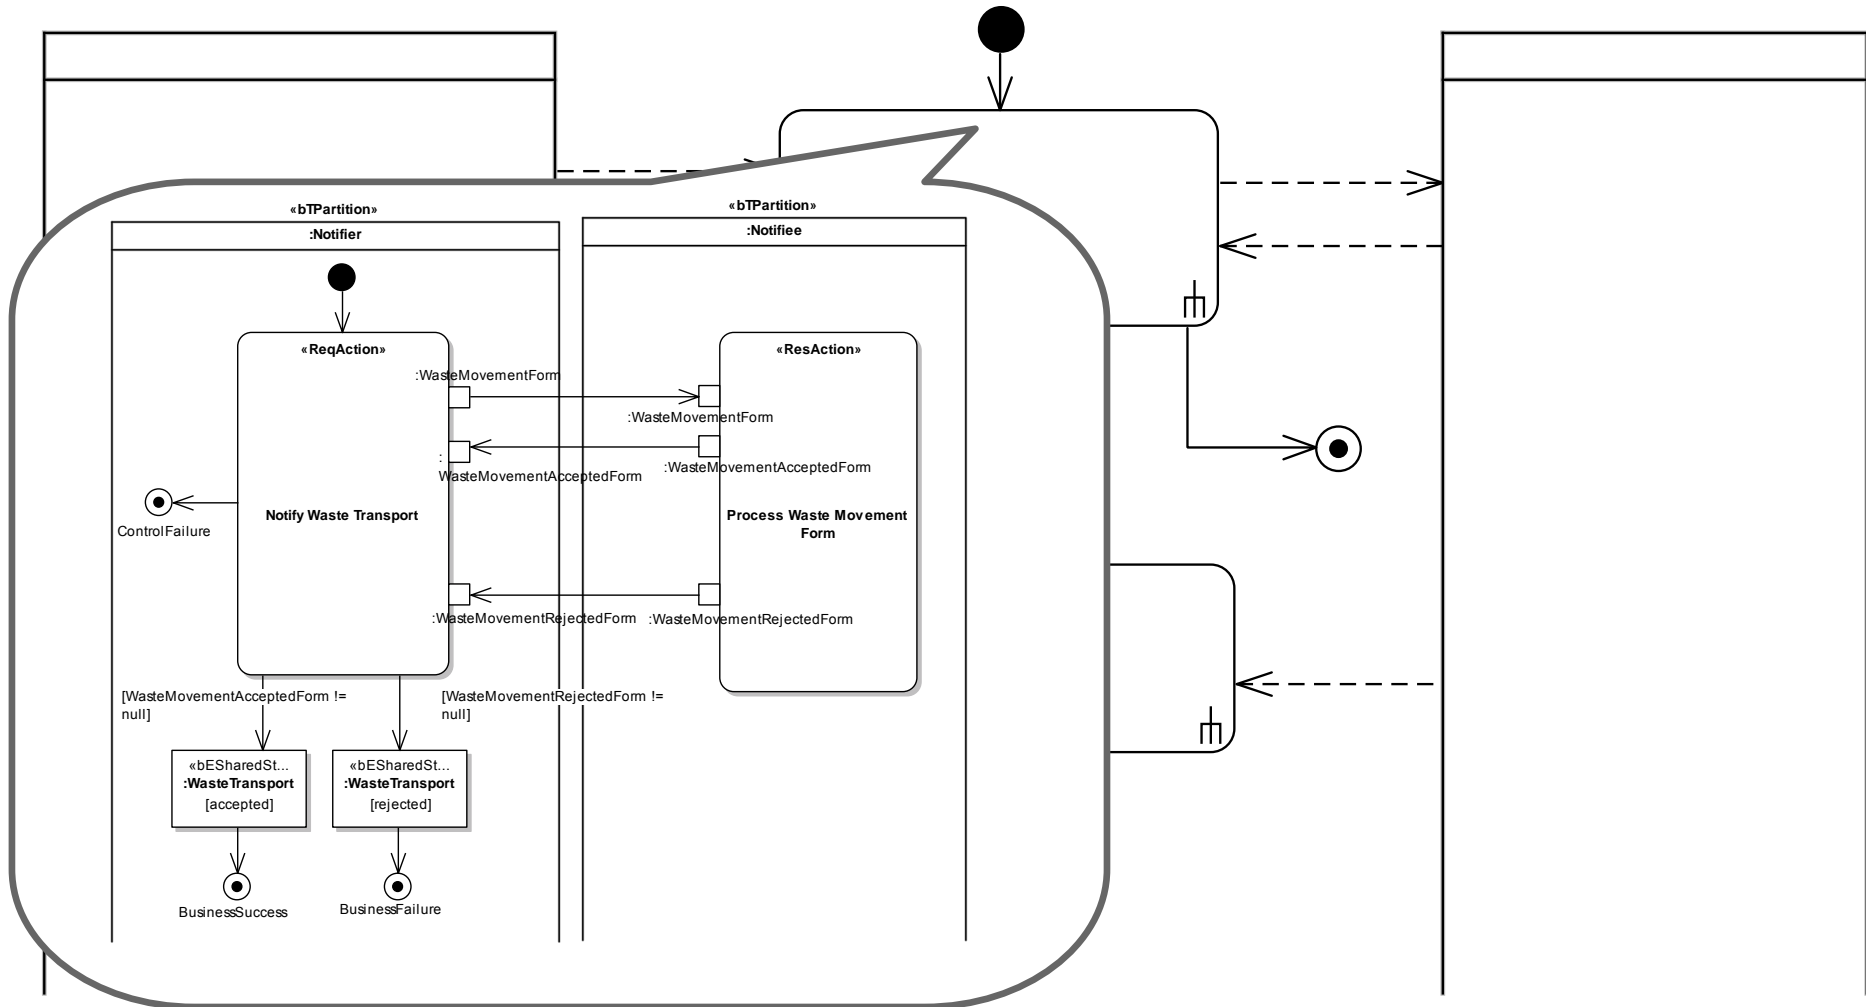 «bTPartition»
:Notifier
«bTPartition»
:Notifiee
«ReqAction»
«ResAction»
:WasteMovementForm
:WasteMovementForm
:
WasteMovementAcceptedForm
:WasteMovementAcceptedForm
Notify Waste Transport
Process Waste Movement
Form
ControlFailure
:WasteMovementRejectedForm
:WasteMovementRejectedForm
[WasteMovementAcceptedForm !=
null]
[WasteMovementRejectedForm !=
null]
«bESharedSt...
:WasteTransport
[accepted]
«bESharedSt...
:WasteTransport
[rejected]
BusinessSuccess
BusinessFailure